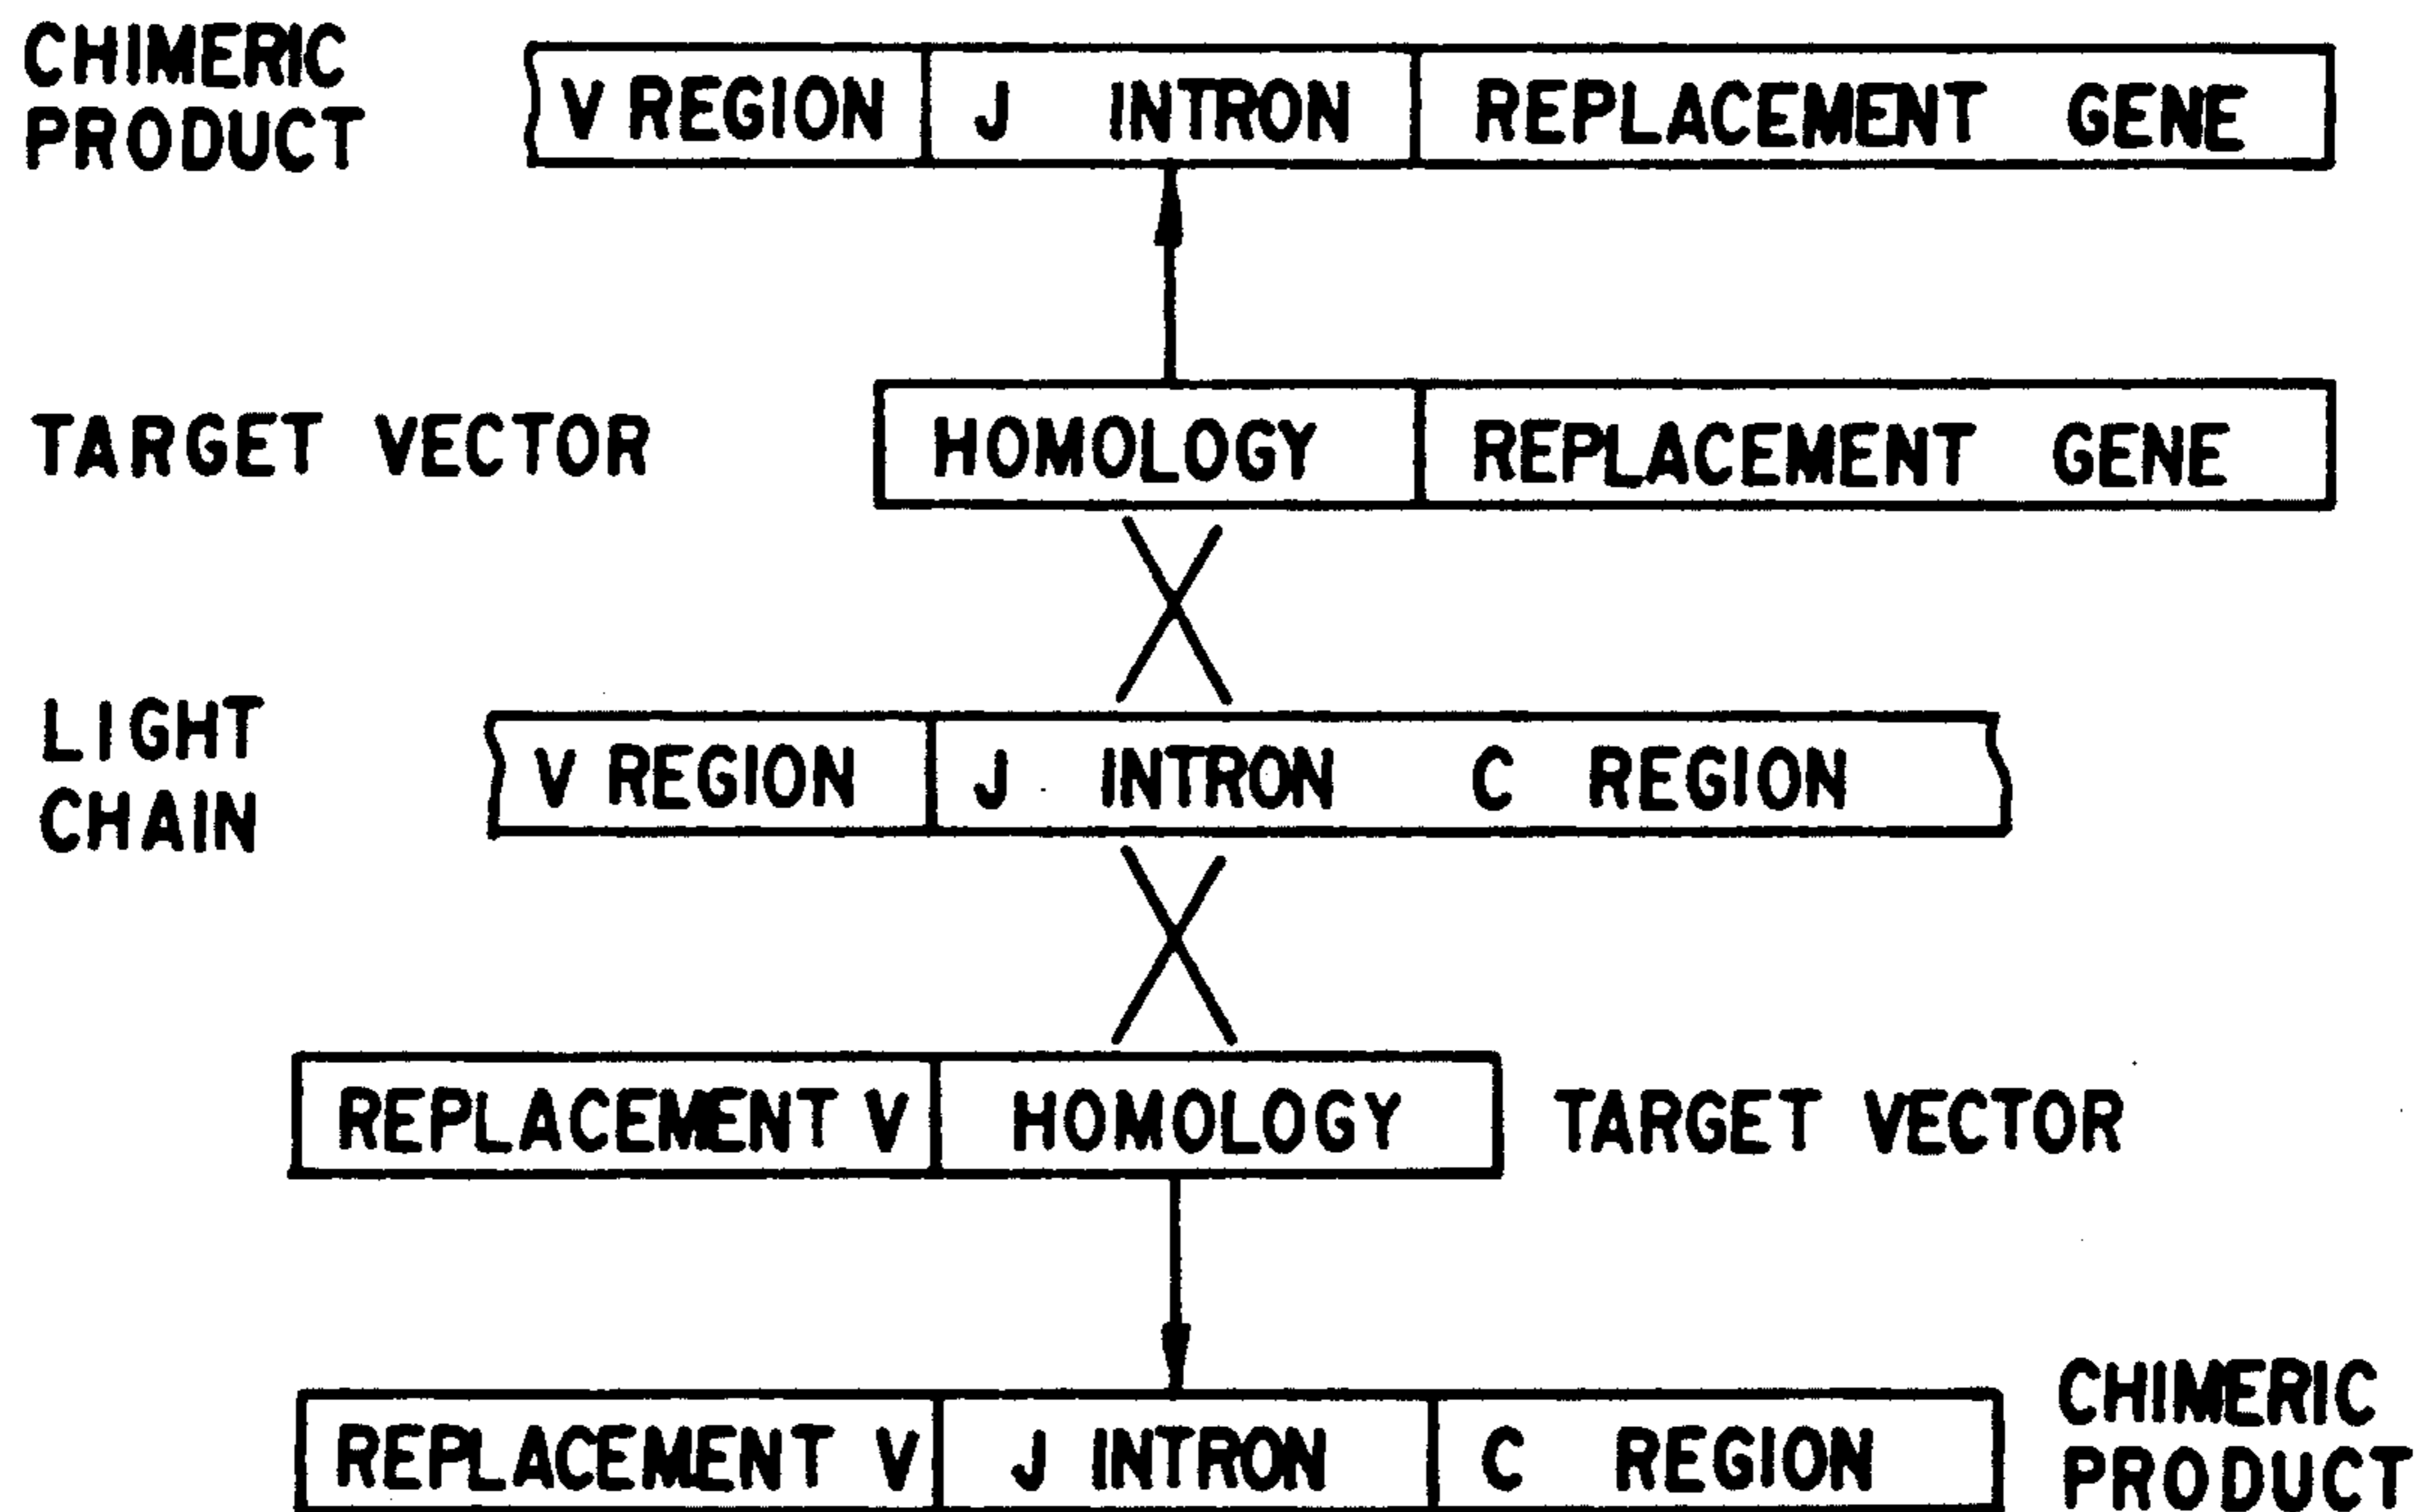 CHIMERIC
PRODUCT
V REGION J INTRON REPLACEMENT GENE
TARGET VECTOR HOMOLOGY REPLACEMENT GENE
LIGHT
CHAIN
V REGION J INTRON C REGION
REPLACEMENT V HOMOLOGY TARGET VECTOR
REPLACEMENT V J INTRON C REGION
CHIMERIC
PRODUCT